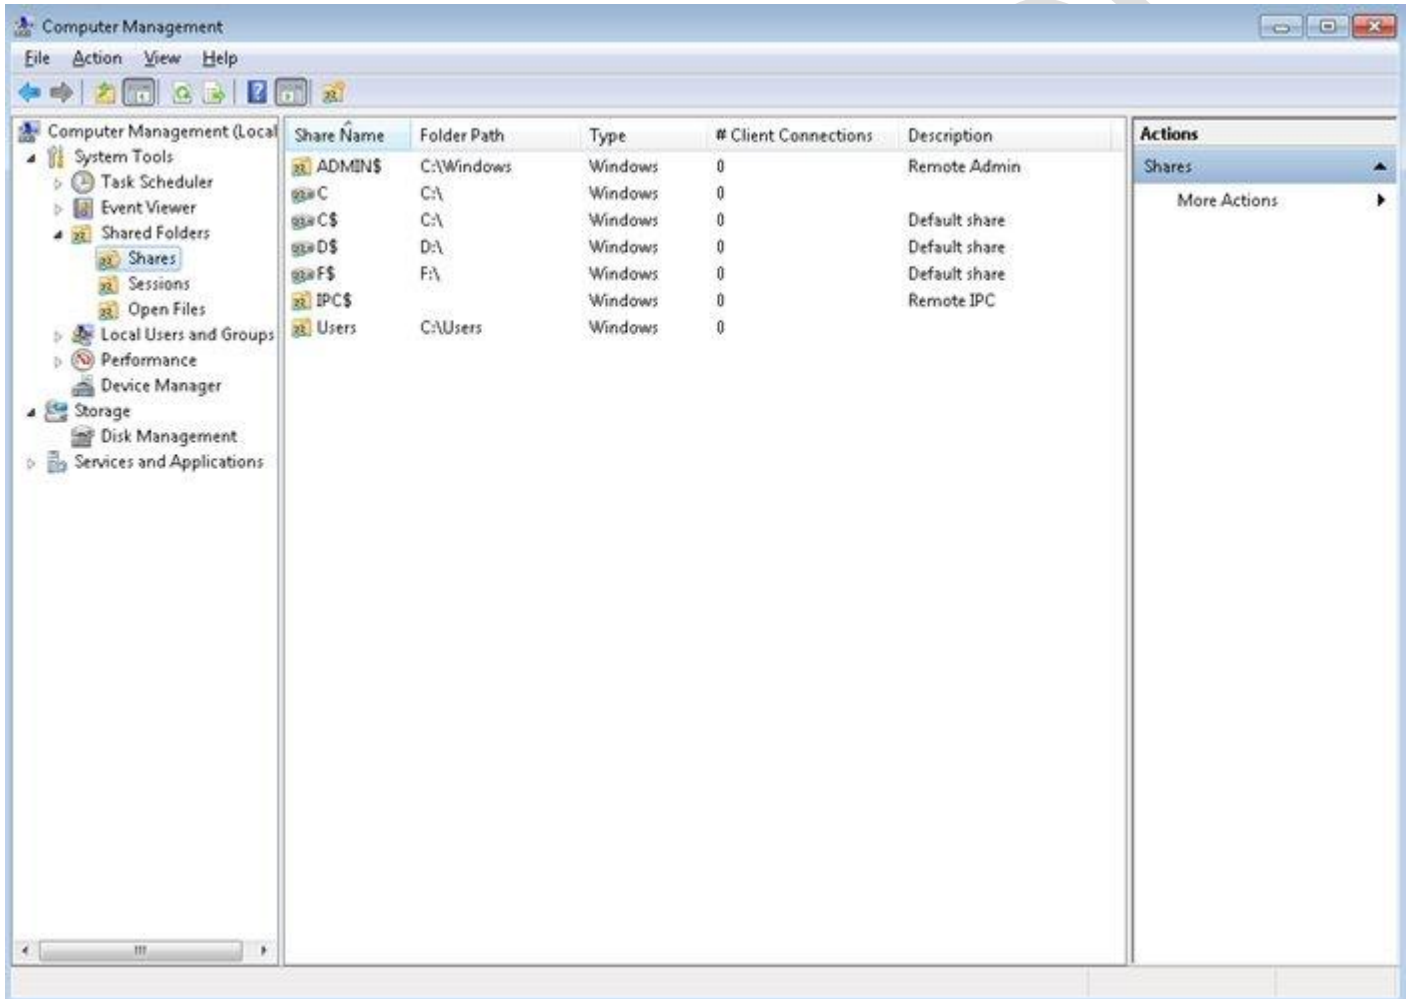 Computer Management
File Action View Help
Computer Management (Local
System Tools
Task Scheduler
Event Viewer
Shared Folders
Shares
Sessions
Open Files
Local Users and Groups
Performance
Device Manager
Storage
Disk Management
Services and Applications
Share Name Folder Path Type # Client Connections Description
ADMIN$ C:\Windows Windows 0 Remote Admin
C C:\ Windows 0
C$ C:\ Windows 0 Default share
D$ D:\ Windows 0 Default share
F$ F:\ Windows 0 Default share
IPC$ Windows 0 Remote IPC
Users C:\Users Windows 0
Actions
Shares
More Actions